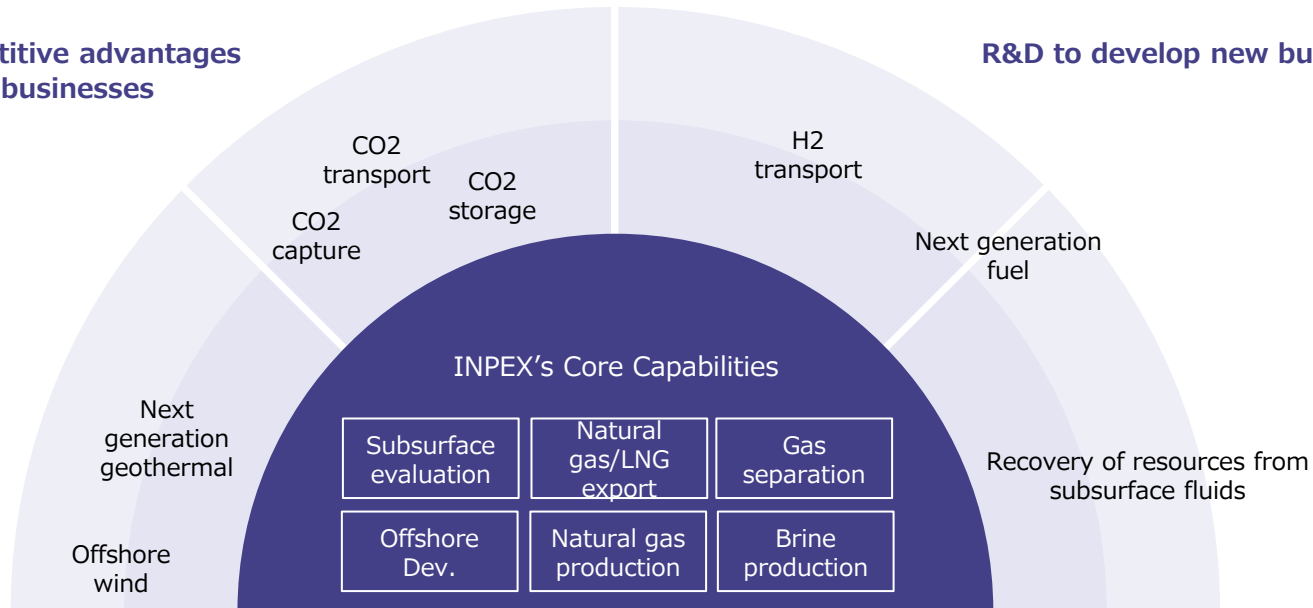 advantages
businesses
R&D to develop new
CO2
transport
CO2
storage
CO2
capture
H2
transport
Next generation
fuel
INPEX’s Core Capabilities
Next
generation
geothermal
Subsurface
evaluation
Natural
gas/LNG
export
Gas
separation
Recovery of resources from
subsurface fluids
Offshore
wind
Offshore
Dev.
Natural gas
production
Brine
production